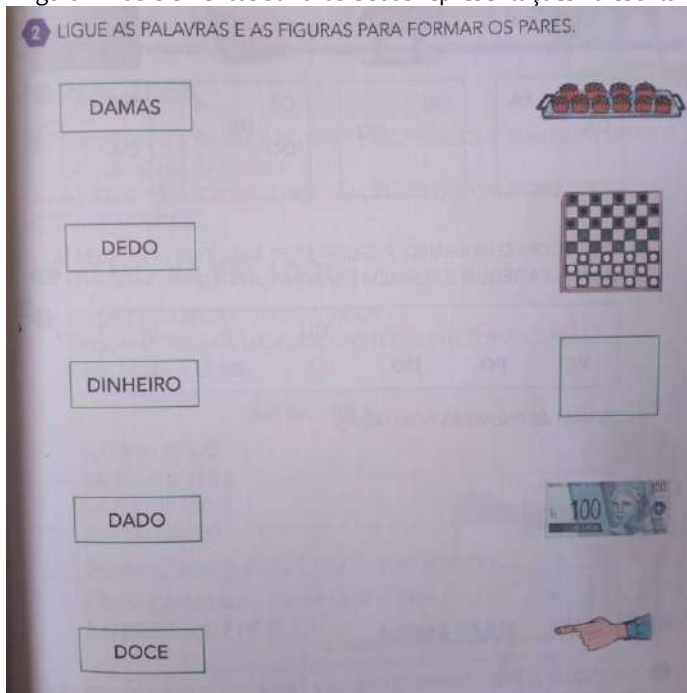 2 LIGUE AS PALAVRAS E AS FIGURAS PARA FORMAR OS PARES.
DAMAS
DEDO
DINHEIRO
100
DADO
DOCE